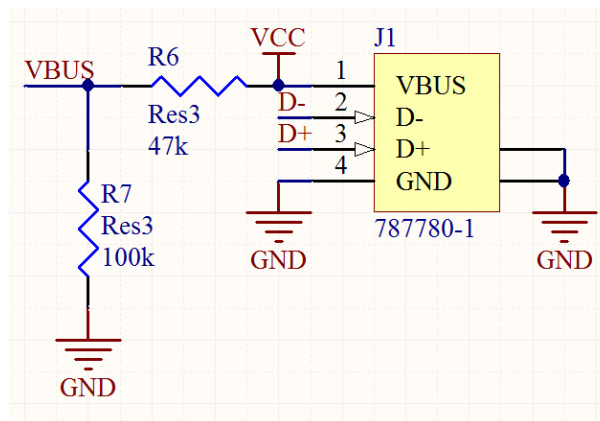 VCC
J1
R6
VBUS
1
VBUS
Res3
47k
D-
2
D-
D+
3
D+
4
GND
R7
Res3
100k
787780-1
GND
GND
GND